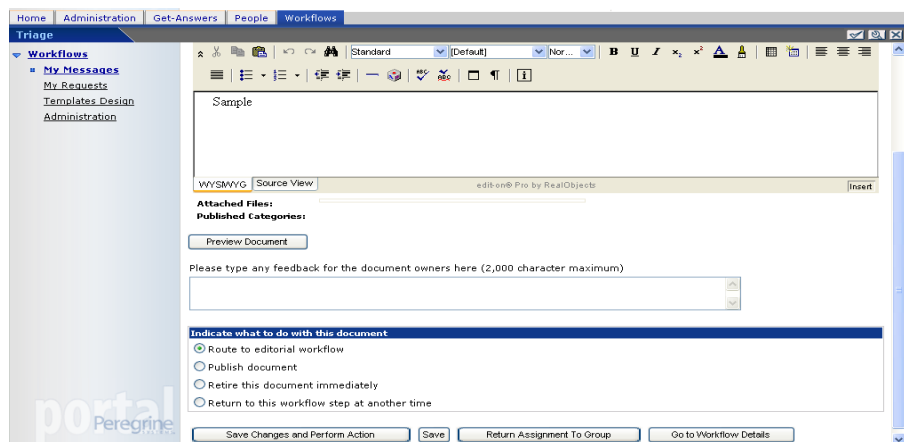 Home Administration Get-Answers People Workflows
Triage
Workflows
My Messages
My Requests
Templates Design
Administration
Standard [Default] Nor... B U I x₂ x² A
ABC abc ¶ i
Sample
WYSIWYG Source View edit-on® Pro by RealObjects Insert
Attached Files:
Published Categories:
Preview Document
Please type any feedback for the document owners here (2,000 character maximum)
Indicate what to do with this document
Route to editorial workflow
Publish document
Retire this document immediately
Return to this workflow step at another time
portal
Peregrine
Save Changes and Perform Action Save Return Assignment To Group Go to Workflow Details